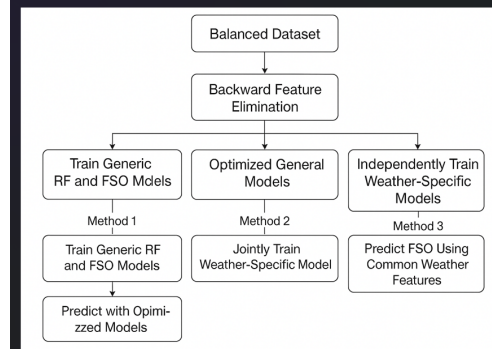 Balanced Dataset
Backward Feature
Elimination
Train Generic
RF and FSO Mclels
Optimized General
Models
Independently Train
Weather-Specific
Models
Method 1
Method 2
Method 3
Train Generic RF
and FSO Models
Jointly Train
Weather-Specific Model
Predict FSO Using
Common Weather
Features
Predict with Opimi-
zzed Models